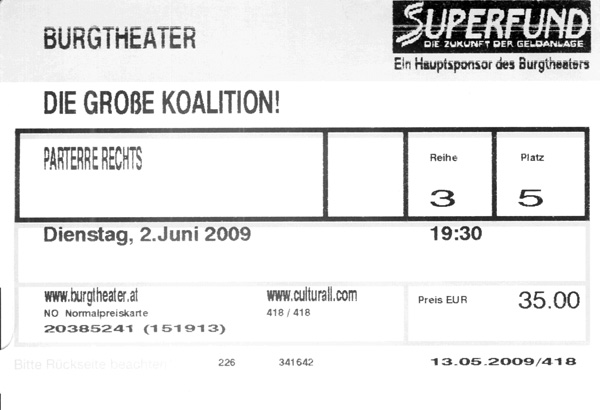 BURGTHEATER
SUPERFUND
DIE ZUKUNFT DER GELDANLAGE
Ein Hauptsponsor des Burgtheaters
DIE GROßE KOALITION!
PARTERRE RECHTS
Reihe Platz
3 5
Dienstag, 2.Juni 2009 19:30
www.burgtheater.at www.culturall.com Preis EUR 35.00
NO Normalpreiskarte 418 / 418
20385241 (151913)
Bitte Rückseite beachten 226 341642 13.05.2009/418